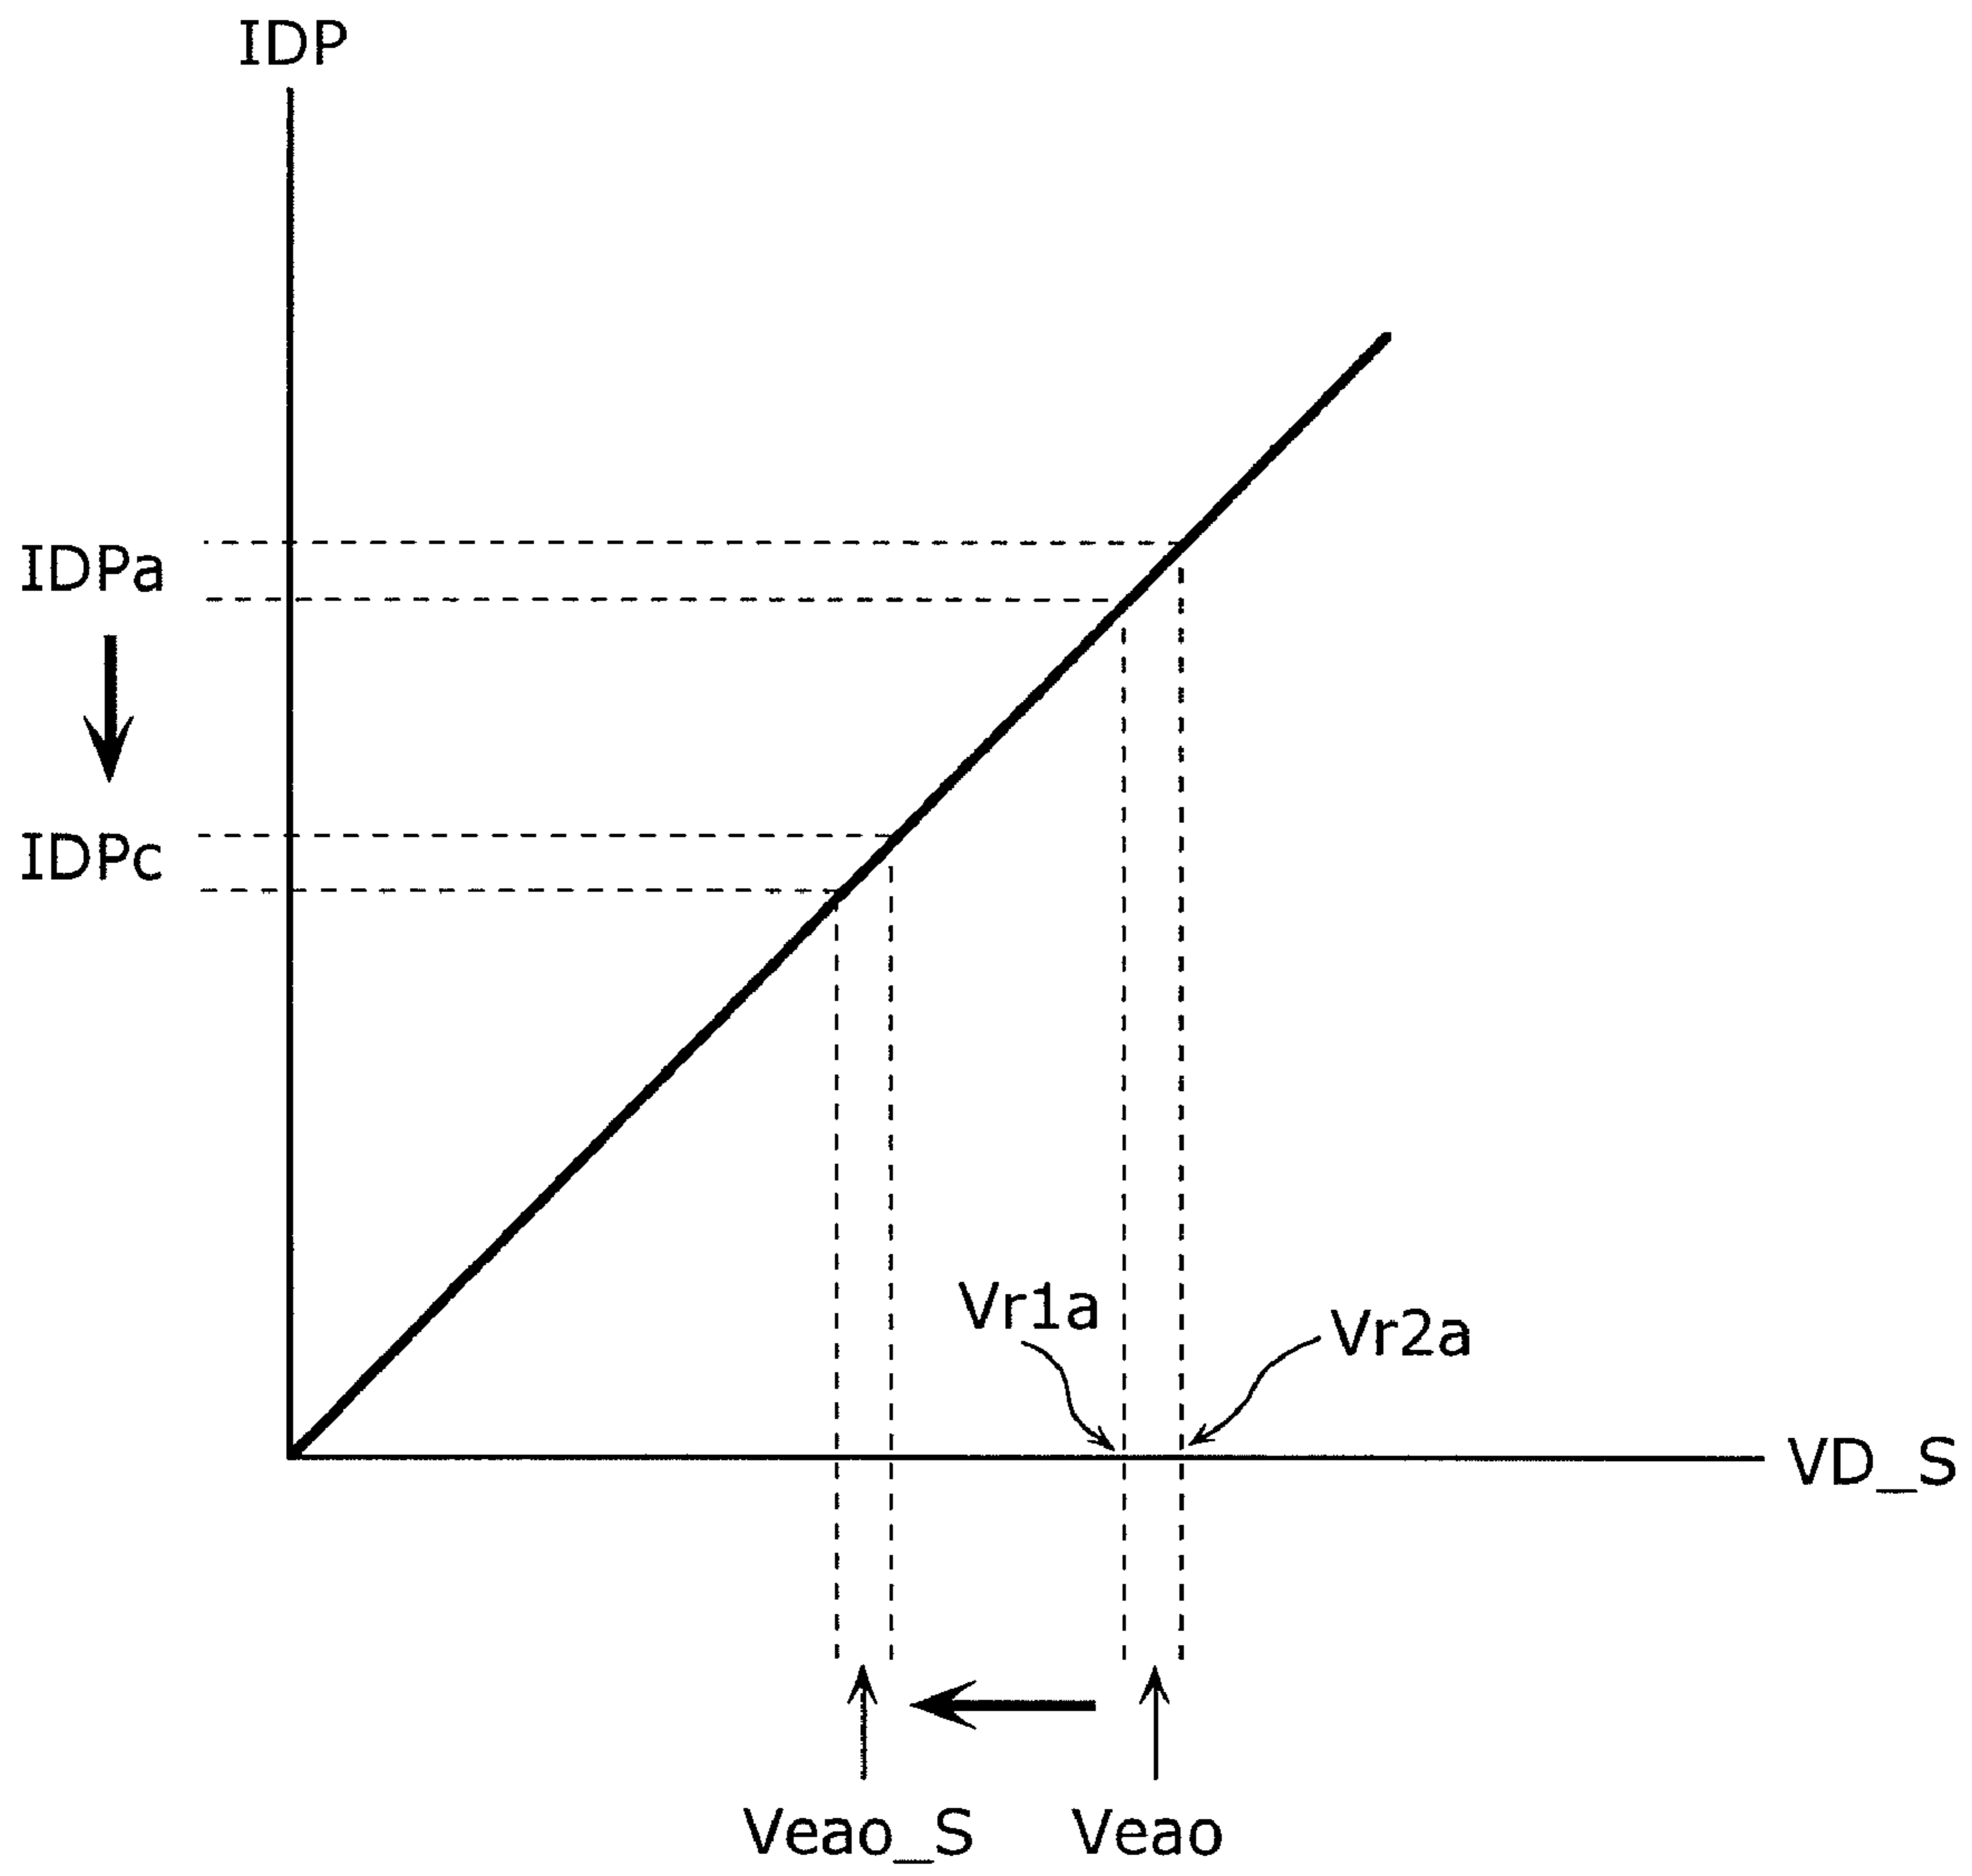 IDP
IDPa
IDPc
Vr1a
Vr2a
VD_S
Veao_S
Veao